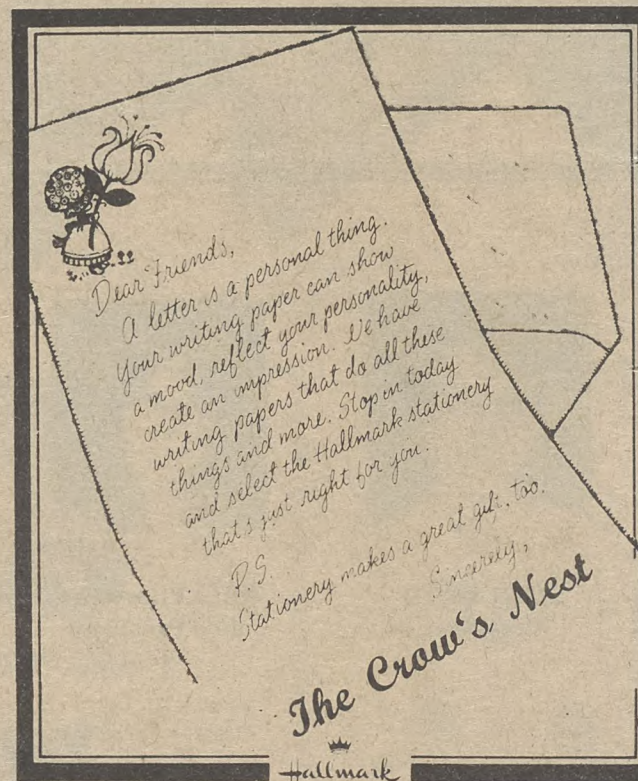 Dear Friends,
A letter is a personal thing.
Your writing paper can show
a mood, reflect your personality,
create an impression. We have
writing papers that do all these
things and more. Stop in today
and select the Hallmark stationery
that's just right for you.
P.S.
Stationery makes a great gift, too.
Sincerely,
The Crow's Nest
Hallmark